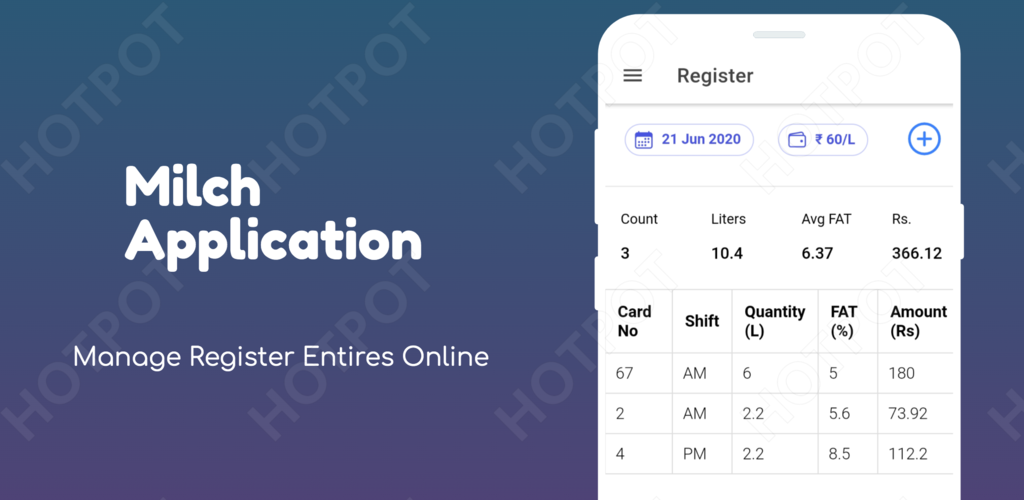 Milch
Application
Manage Register Entires Online
Register
21 Jun 2020 ₹ 60/L
Count Liters Avg FAT Rs.
3 10.4 6.37 366.12
Card No Shift Quantity (L) FAT (%) Amount (Rs)
67 AM 6 5 180
2 AM 2.2 5.6 73.92
4 PM 2.2 8.5 112.2
HOTPOT
HOTPOT
HOTPOT
HOTPOT
HOTPOT
HOTPOT
HOTPOT
HOTPOT